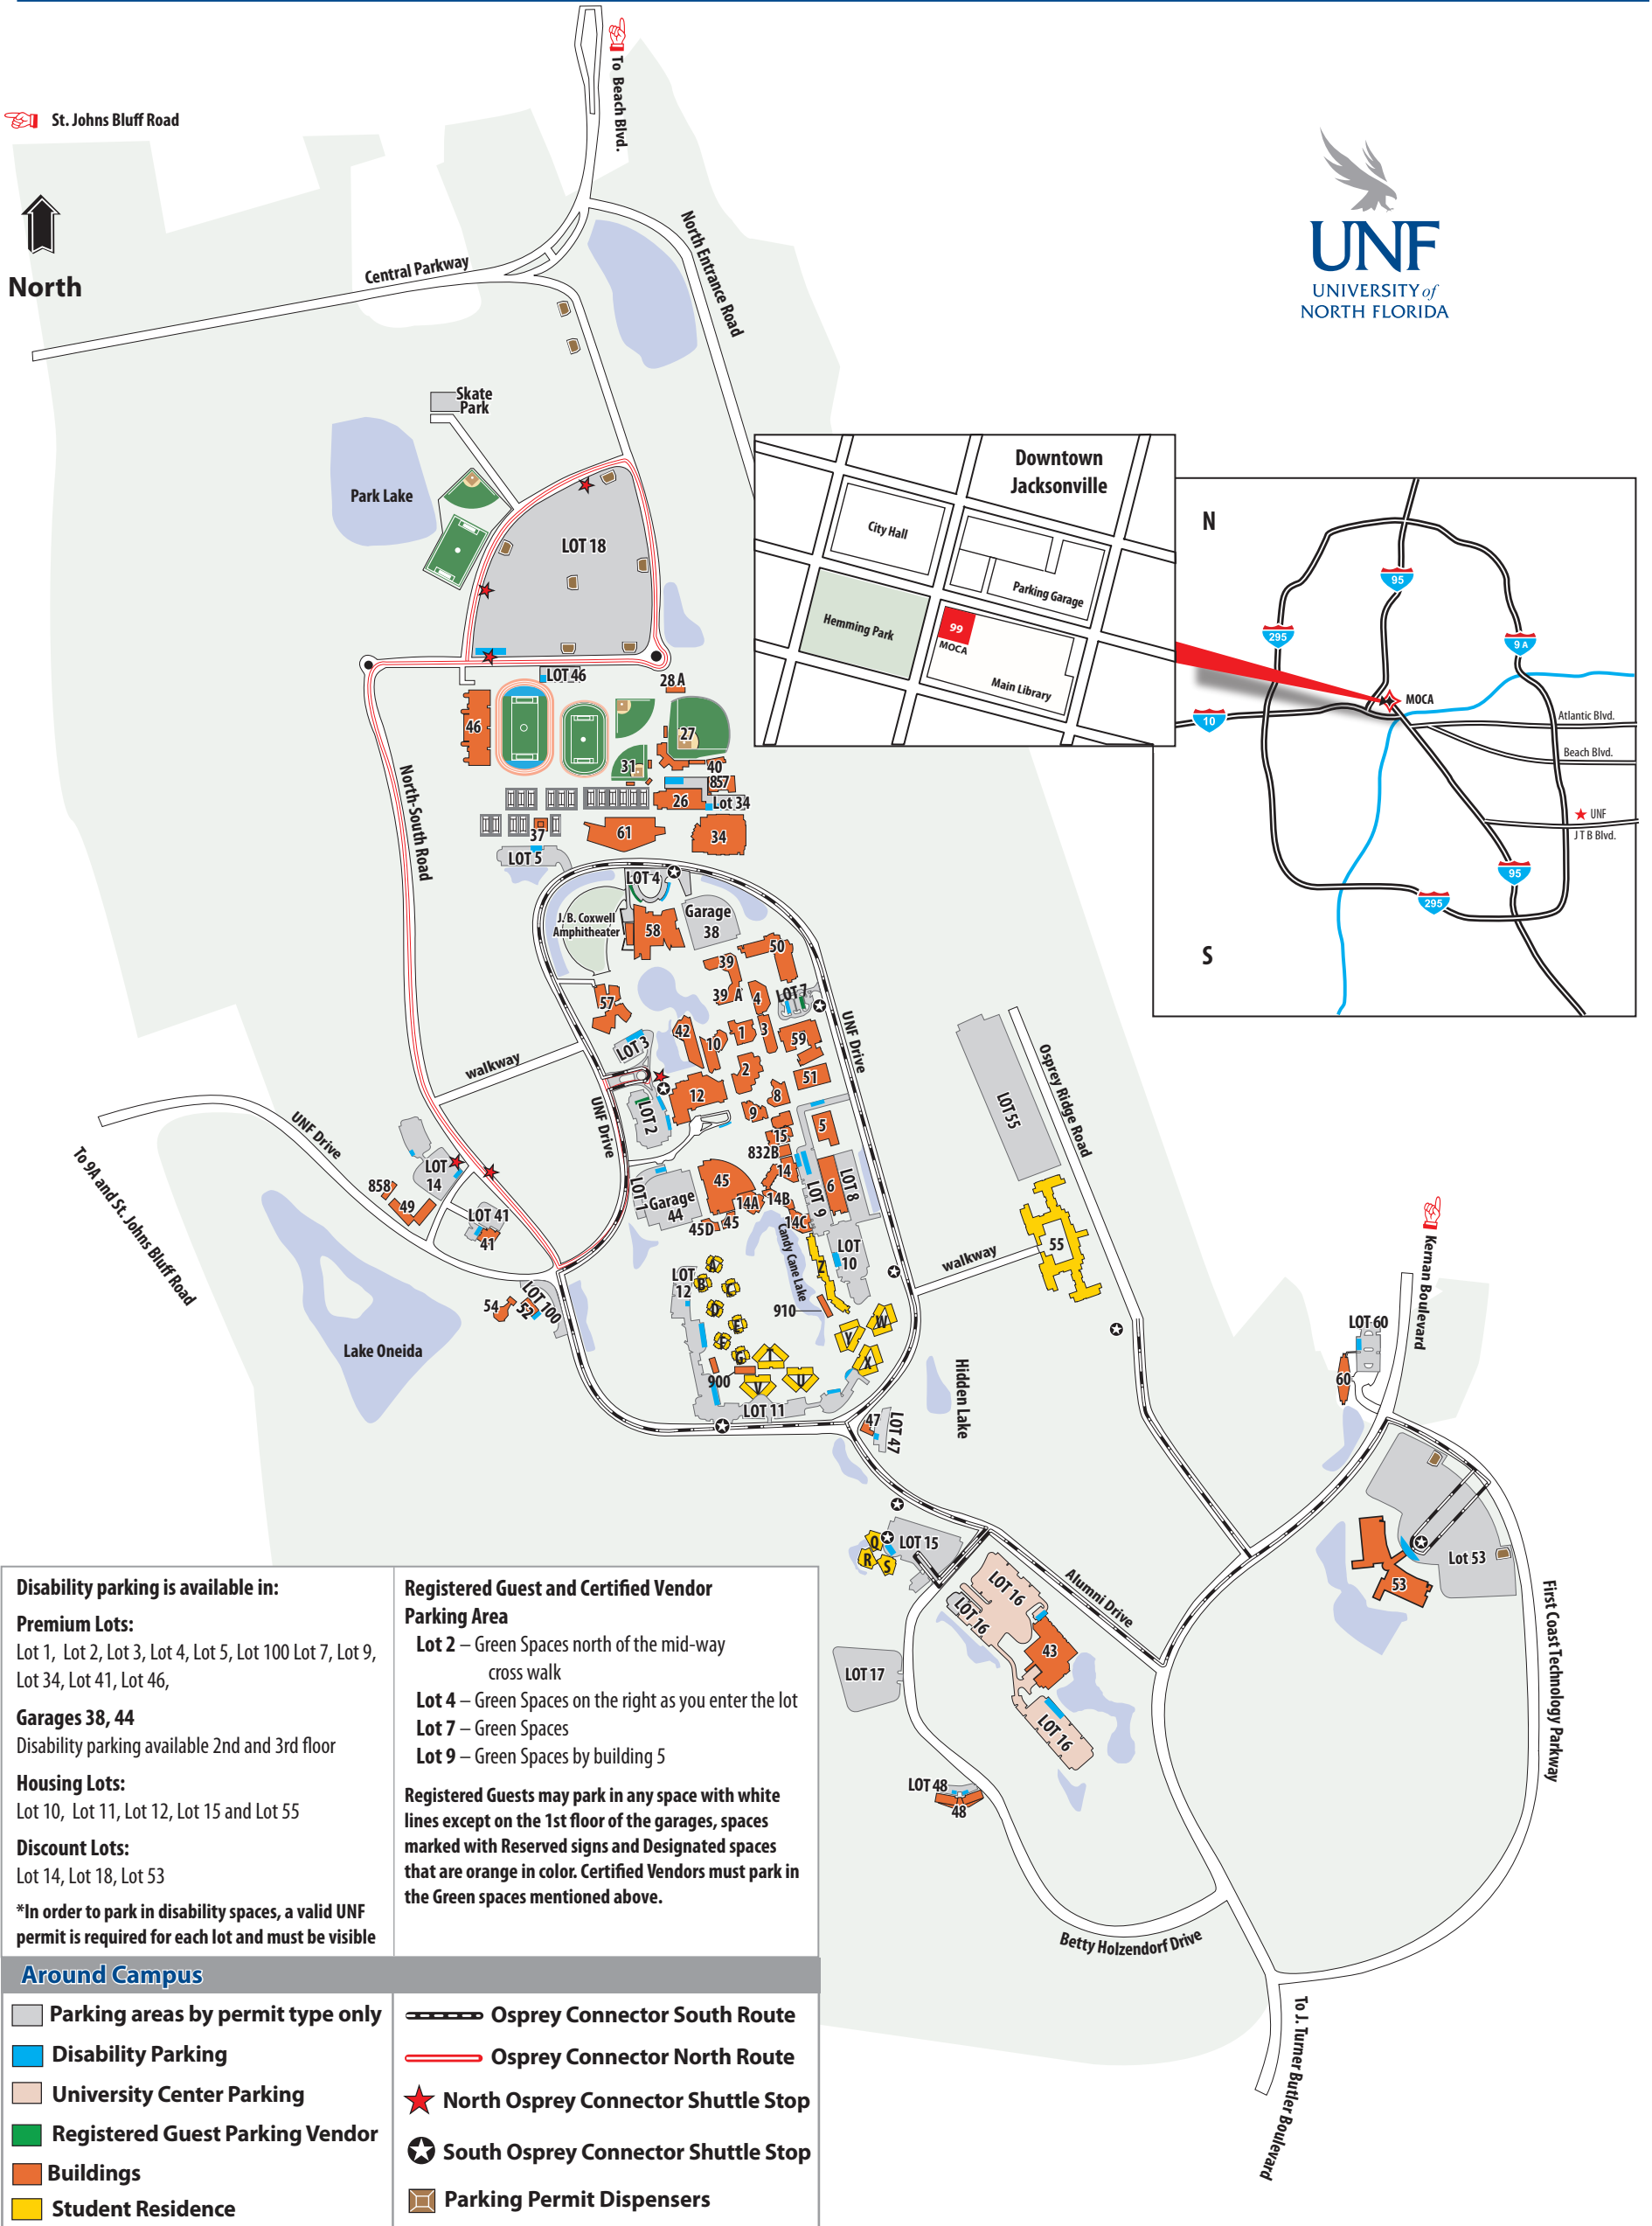 To Beach Blvd.
St. Johns Bluff Road
North
Central Parkway
North Entrance Road
UNF
UNIVERSITY of
NORTH FLORIDA
Skate
Park
Park Lake
LOT 18
LOT 46
28 A
46
27
31
40
857
26
Lot 34
37
61
34
LOT 5
North-South Road
Downtown
Jacksonville
City Hall
Parking Garage
Hemming Park
99
MOCA
Main Library
N
95
295
9 A
MOCA
10
Atlantic Blvd.
Beach Blvd.
UNF
J T B Blvd.
95
295
S
LOT 4
J. B. Coxwell
Amphitheater
58
Garage
38
50
39
39 A
4
LOT 7
57
42
10
1
3
59
LOT 3
2
51
UNF Drive
walkway
12
8
9
LOT 2
5
15
832B
14
UNF Drive
LOT 1
Garage
44
45
14A
14B
14C
45D
45
LOT 9
6
LOT 8
LOT
10
Candy Cane Lake
Z
910
UNF Drive
To 9A and St. Johns Bluff Road
LOT
14
858
49
LOT 41
41
54
52
LOT 100
Lake Oneida
LOT
12
A
B
C
D
E
F
G
T
V
U
900
LOT 11
W
Y
X
47
LOT 47
Hidden Lake
walkway
LOT 55
Osprey Ridge Road
55
Kernan Boulevard
LOT 60
60
Lot 53
53
First Coast Technology Parkway
Q
R
S
LOT 15
LOT 16
LOT 16
43
LOT 16
Alumni Drive
LOT 17
LOT 48
48
Betty Holzendorf Drive
To J. Turner Butler Boulevard
Disability parking is available in:
Premium Lots:
Lot 1, Lot 2, Lot 3, Lot 4, Lot 5, Lot 100 Lot 7, Lot 9,
Lot 34, Lot 41, Lot 46,
Garages 38, 44
Disability parking available 2nd and 3rd floor
Housing Lots:
Lot 10, Lot 11, Lot 12, Lot 15 and Lot 55
Discount Lots:
Lot 14, Lot 18, Lot 53
*In order to park in disability spaces, a valid UNF
permit is required for each lot and must be visible
Registered Guest and Certified Vendor
Parking Area
Lot 2 – Green Spaces north of the mid-way
cross walk
Lot 4 – Green Spaces on the right as you enter the lot
Lot 7 – Green Spaces
Lot 9 – Green Spaces by building 5
Registered Guests may park in any space with white
lines except on the 1st floor of the garages, spaces
marked with Reserved signs and Designated spaces
that are orange in color. Certified Vendors must park in
the Green spaces mentioned above.
Around Campus
Parking areas by permit type only
Disability Parking
University Center Parking
Registered Guest Parking Vendor
Buildings
Student Residence
Osprey Connector South Route
Osprey Connector North Route
North Osprey Connector Shuttle Stop
South Osprey Connector Shuttle Stop
Parking Permit Dispensers